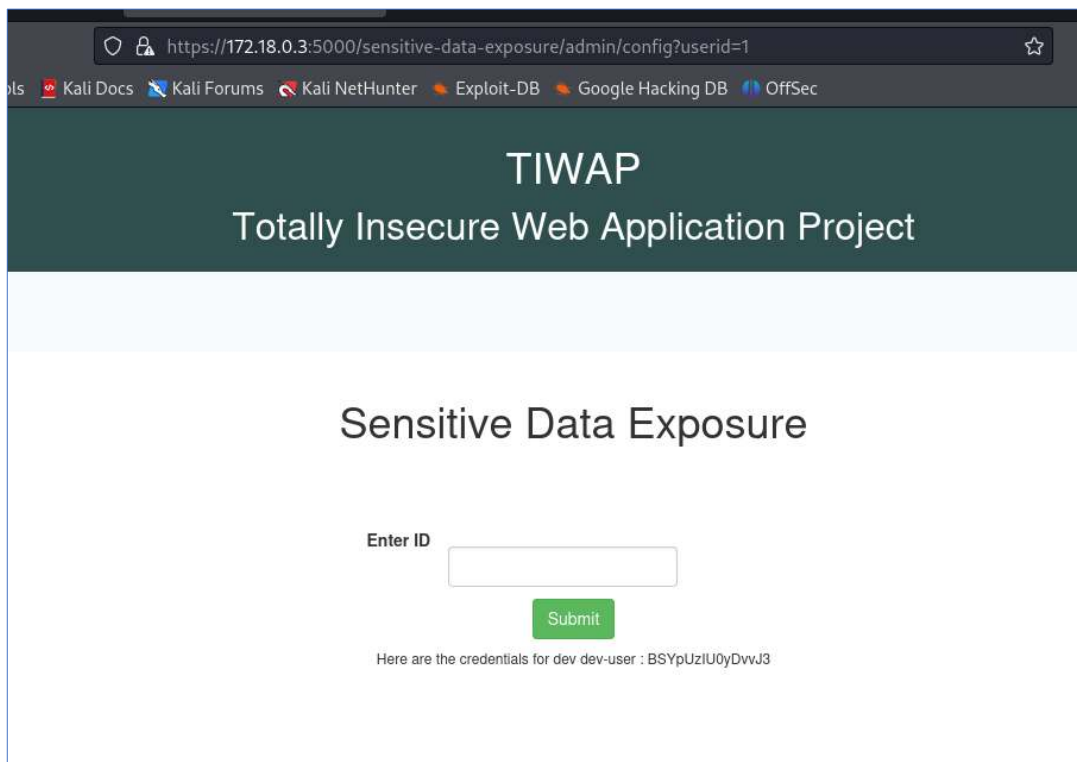 https://172.18.0.3:5000/sensitive-data-exposure/admin/config?userid=1
ls Kali Docs Kali Forums Kali NetHunter Exploit-DB Google Hacking DB OffSec
TIWAP
Totally Insecure Web Application Project
Sensitive Data Exposure
Enter ID
Submit
Here are the credentials for dev dev-user : BSYpUzIU0yDvvJ3